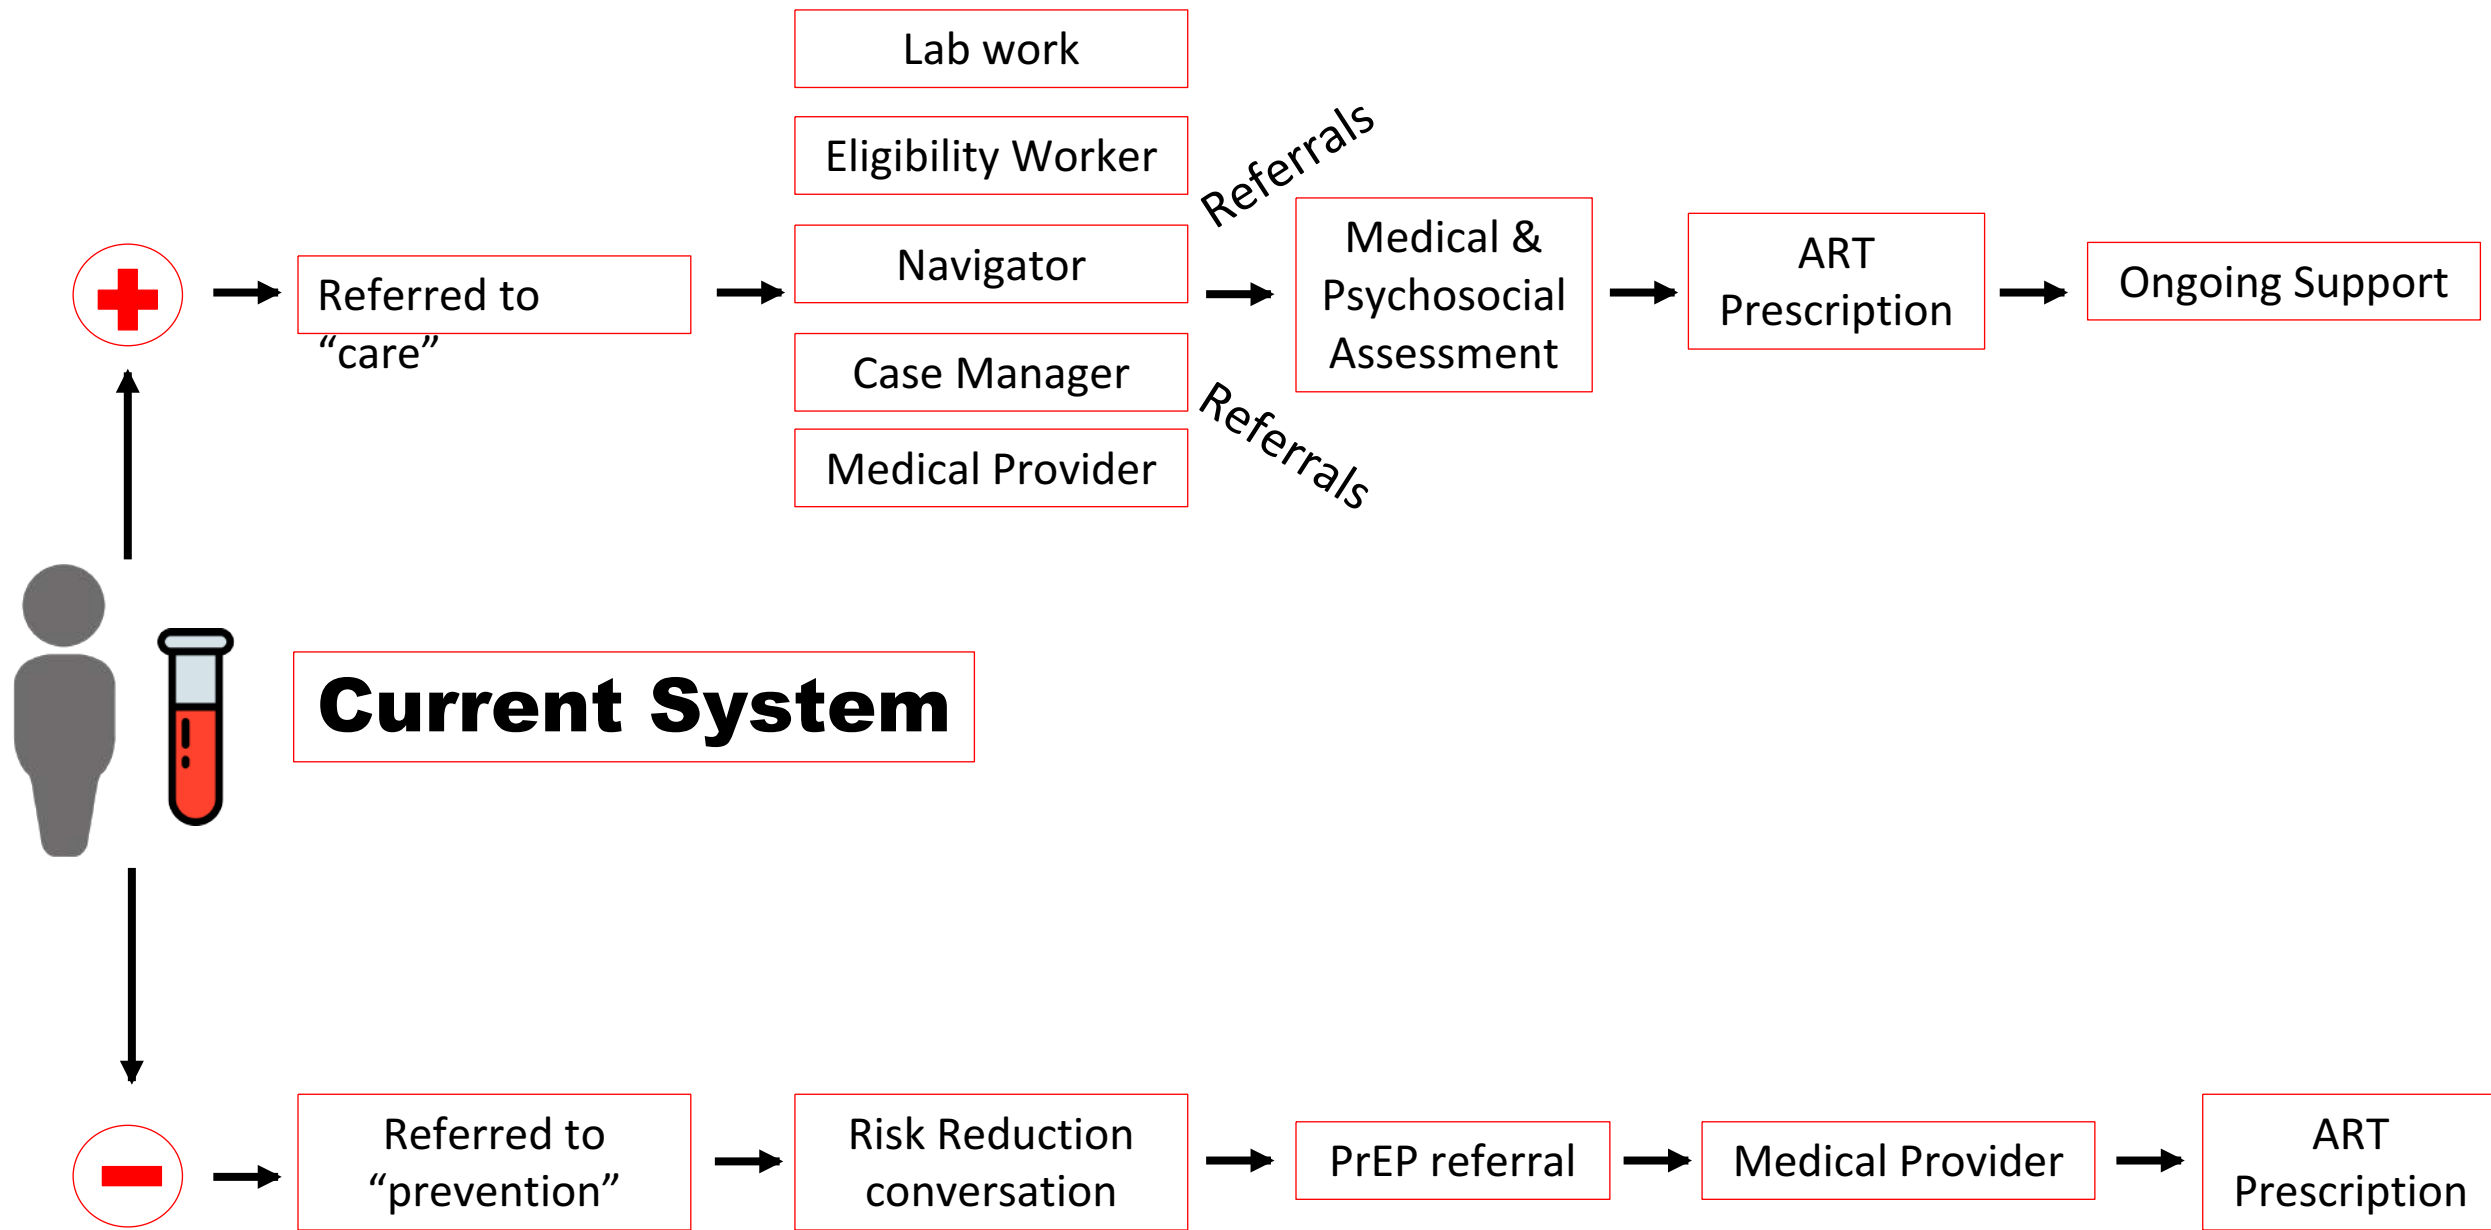 Lab work
Eligibility Worker
Navigator
Case Manager
Medical Provider
Referrals
Referrals
Referred to
“care”
Medical &
Psychosocial
Assessment
ART
Prescription
Ongoing Support
Current System
Referred to
“prevention”
Risk Reduction
conversation
PrEP referral
Medical Provider
ART
Prescription